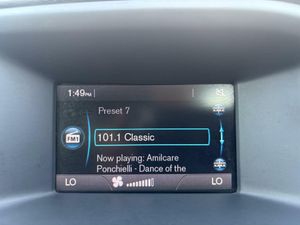 1:49PM
Preset 7
FM1
101.1 Classic
Now playing: Amilcare
Ponchielli - Dance of the
LO
LO